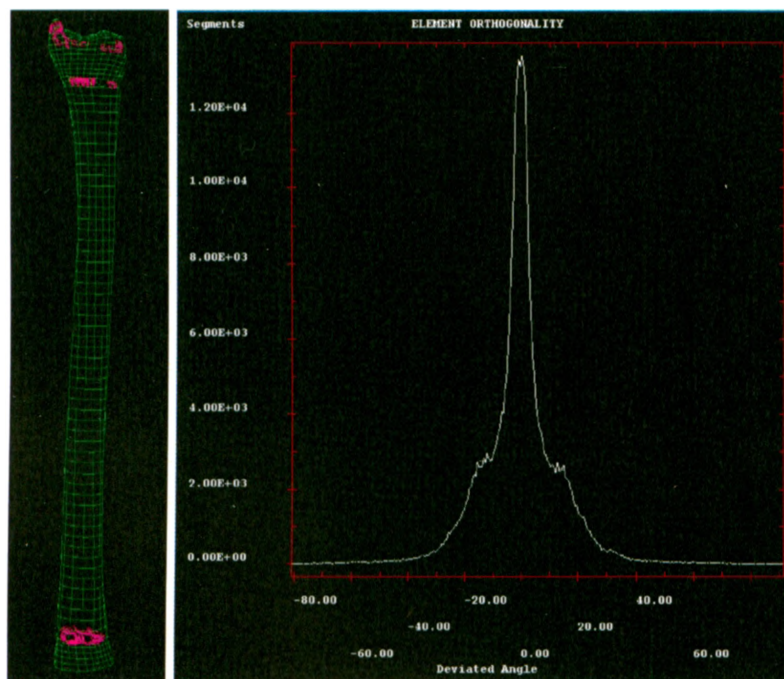 Segments
ELEMENT ORTHOGONALITY
1.20E+04
1.00E+04
8.00E+03
6.00E+03
4.00E+03
2.00E+03
0.00E+00
-80.00 -20.00 40.00
-40.00 20.00
-60.00 0.00 60.00
Deviated Angle